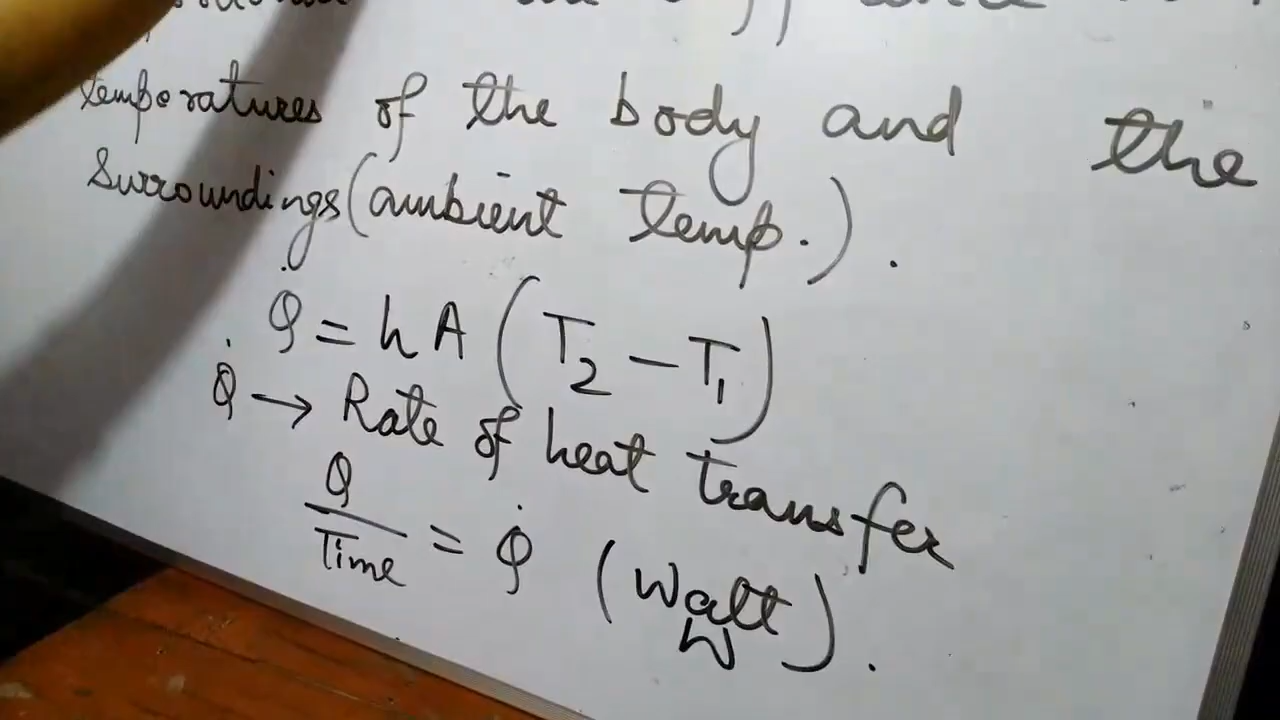 temperatures of the body and the
Surroundings (ambient temp.).
Q̇ = hA (T₂ - T₁)
Q̇ → Rate of heat transfer
Q/Time = Q̇ (Watt).
W